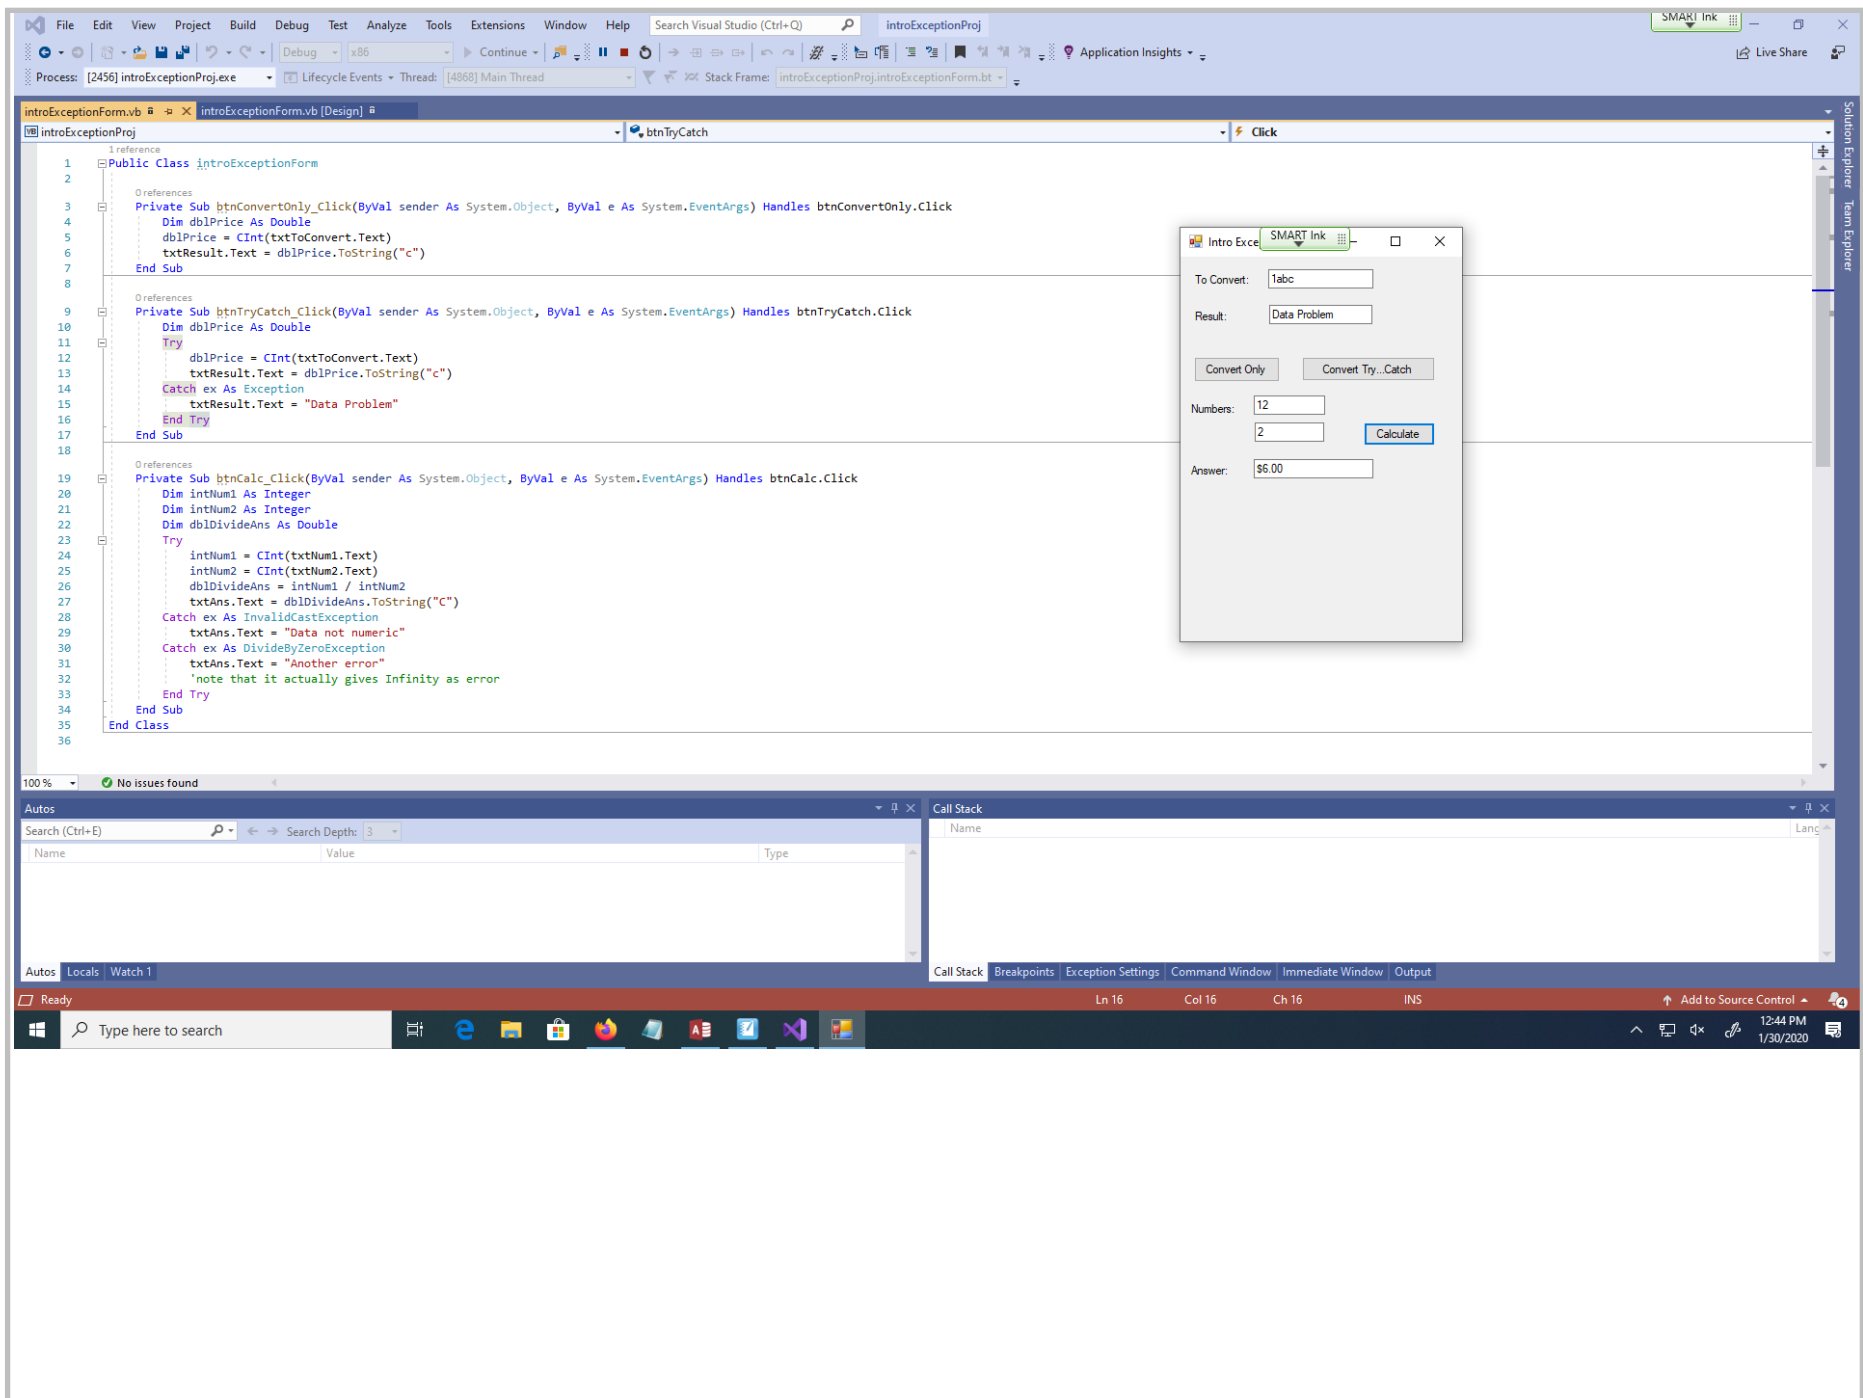 File Edit View Project Build Debug Test Analyze Tools Extensions Window Help Search Visual Studio (Ctrl+Q) introExceptionProj SMART Ink
Debug x86 Continue Application Insights Live Share
Process: [2456] introExceptionProj.exe Lifecycle Events Thread: [4868] Main Thread Stack Frame: introExceptionProj.introExceptionForm.bt
introExceptionForm.vb introExceptionForm.vb [Design]
VB introExceptionProj btnTryCatch Click
Solution Explorer
Team Explorer
1 reference
1 Public Class introExceptionForm
2
0 references
3 Private Sub btnConvertOnly_Click(ByVal sender As System.Object, ByVal e As System.EventArgs) Handles btnConvertOnly.Click
4 Dim dblPrice As Double
5 dblPrice = CInt(txtToConvert.Text)
6 txtResult.Text = dblPrice.ToString("c")
7 End Sub
8
0 references
9 Private Sub btnTryCatch_Click(ByVal sender As System.Object, ByVal e As System.EventArgs) Handles btnTryCatch.Click
10 Dim dblPrice As Double
11 Try
12 dblPrice = CInt(txtToConvert.Text)
13 txtResult.Text = dblPrice.ToString("c")
14 Catch ex As Exception
15 txtResult.Text = "Data Problem"
16 End Try
17 End Sub
18
0 references
19 Private Sub btnCalc_Click(ByVal sender As System.Object, ByVal e As System.EventArgs) Handles btnCalc.Click
20 Dim intNum1 As Integer
21 Dim intNum2 As Integer
22 Dim dblDivideAns As Double
23 Try
24 intNum1 = CInt(txtNum1.Text)
25 intNum2 = CInt(txtNum2.Text)
26 dblDivideAns = intNum1 / intNum2
27 txtAns.Text = dblDivideAns.ToString("C")
28 Catch ex As InvalidCastException
29 txtAns.Text = "Data not numeric"
30 Catch ex As DivideByZeroException
31 txtAns.Text = "Another error"
32 'note that it actually gives Infinity as error
33 End Try
34 End Sub
35 End Class
36
Intro Exce SMART Ink
To Convert: 1abc
Result: Data Problem
Convert Only Convert Try...Catch
Numbers: 12
2 Calculate
Answer: $6.00
100 % No issues found
Autos
Search (Ctrl+E) Search Depth: 3
Name Value Type
Call Stack
Name Lang
Autos Locals Watch 1
Call Stack Breakpoints Exception Settings Command Window Immediate Window Output
Ready Ln 16 Col 16 Ch 16 INS Add to Source Control 4
Type here to search
12:44 PM
1/30/2020